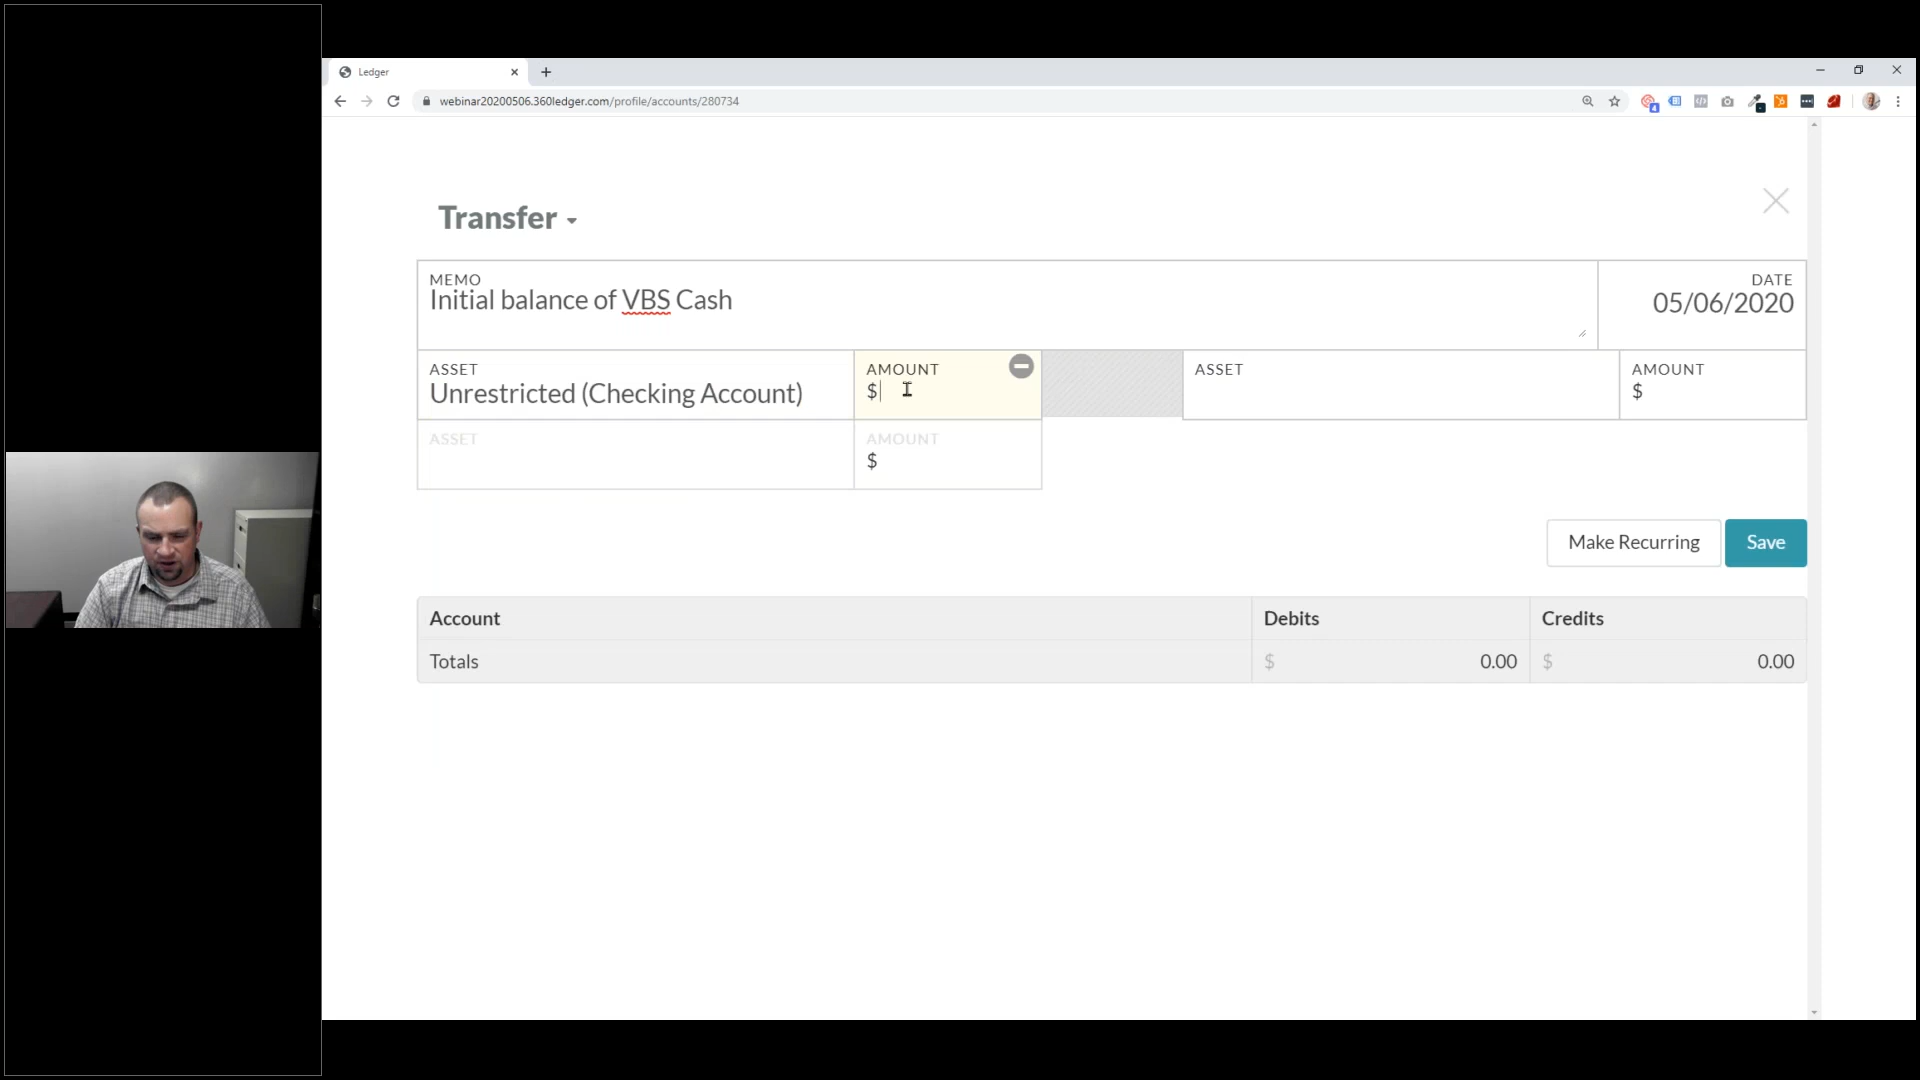 Ledger
webinar20200506.360ledger.com/profile/accounts/280734
Transfer
MEMO
Initial balance of VBS Cash
DATE
05/06/2020
ASSET
Unrestricted (Checking Account)
AMOUNT
$
ASSET
AMOUNT
$
ASSET
AMOUNT
$
Make Recurring
Save
Account Debits Credits
Totals $ 0.00 $ 0.00